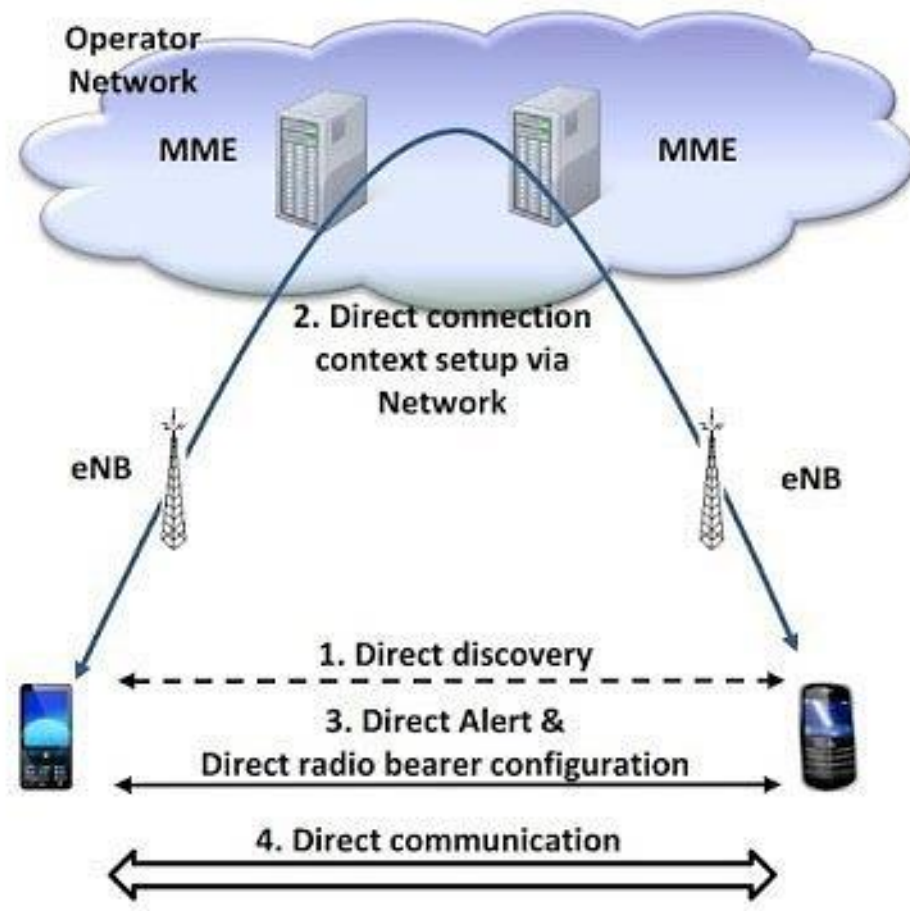 Operator
Network
MME
MME
2. Direct connection
context setup via
Network
eNB
eNB
1. Direct discovery
3. Direct Alert &
Direct radio bearer configuration
4. Direct communication